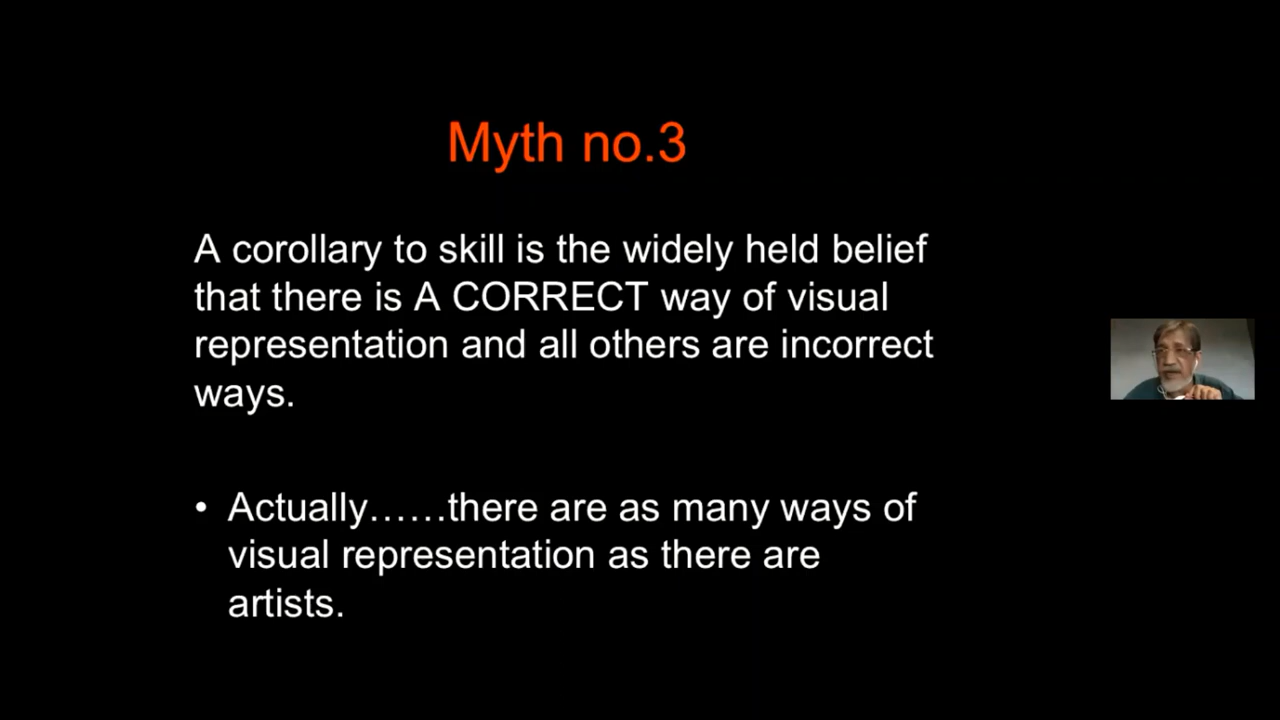 Myth no.3
A corollary to skill is the widely held belief
that there is A CORRECT way of visual
representation and all others are incorrect
ways.
• Actually......there are as many ways of
visual representation as there are
artists.